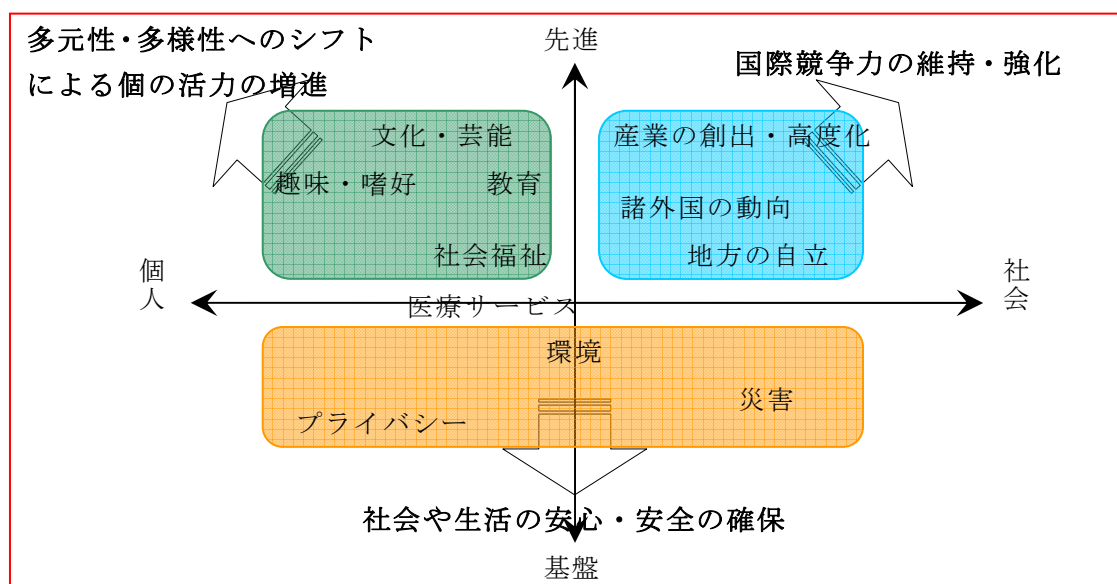 多元性・多様性へのシフト
による個の活力の増進
先進
国際競争力の維持・強化
文化・芸能
産業の創出・高度化
趣味・嗜好
教育
諸外国の動向
社会福祉
地方の自立
個人
社会
医療サービス
環境
災害
プライバシー
社会や生活の安心・安全の確保
基盤